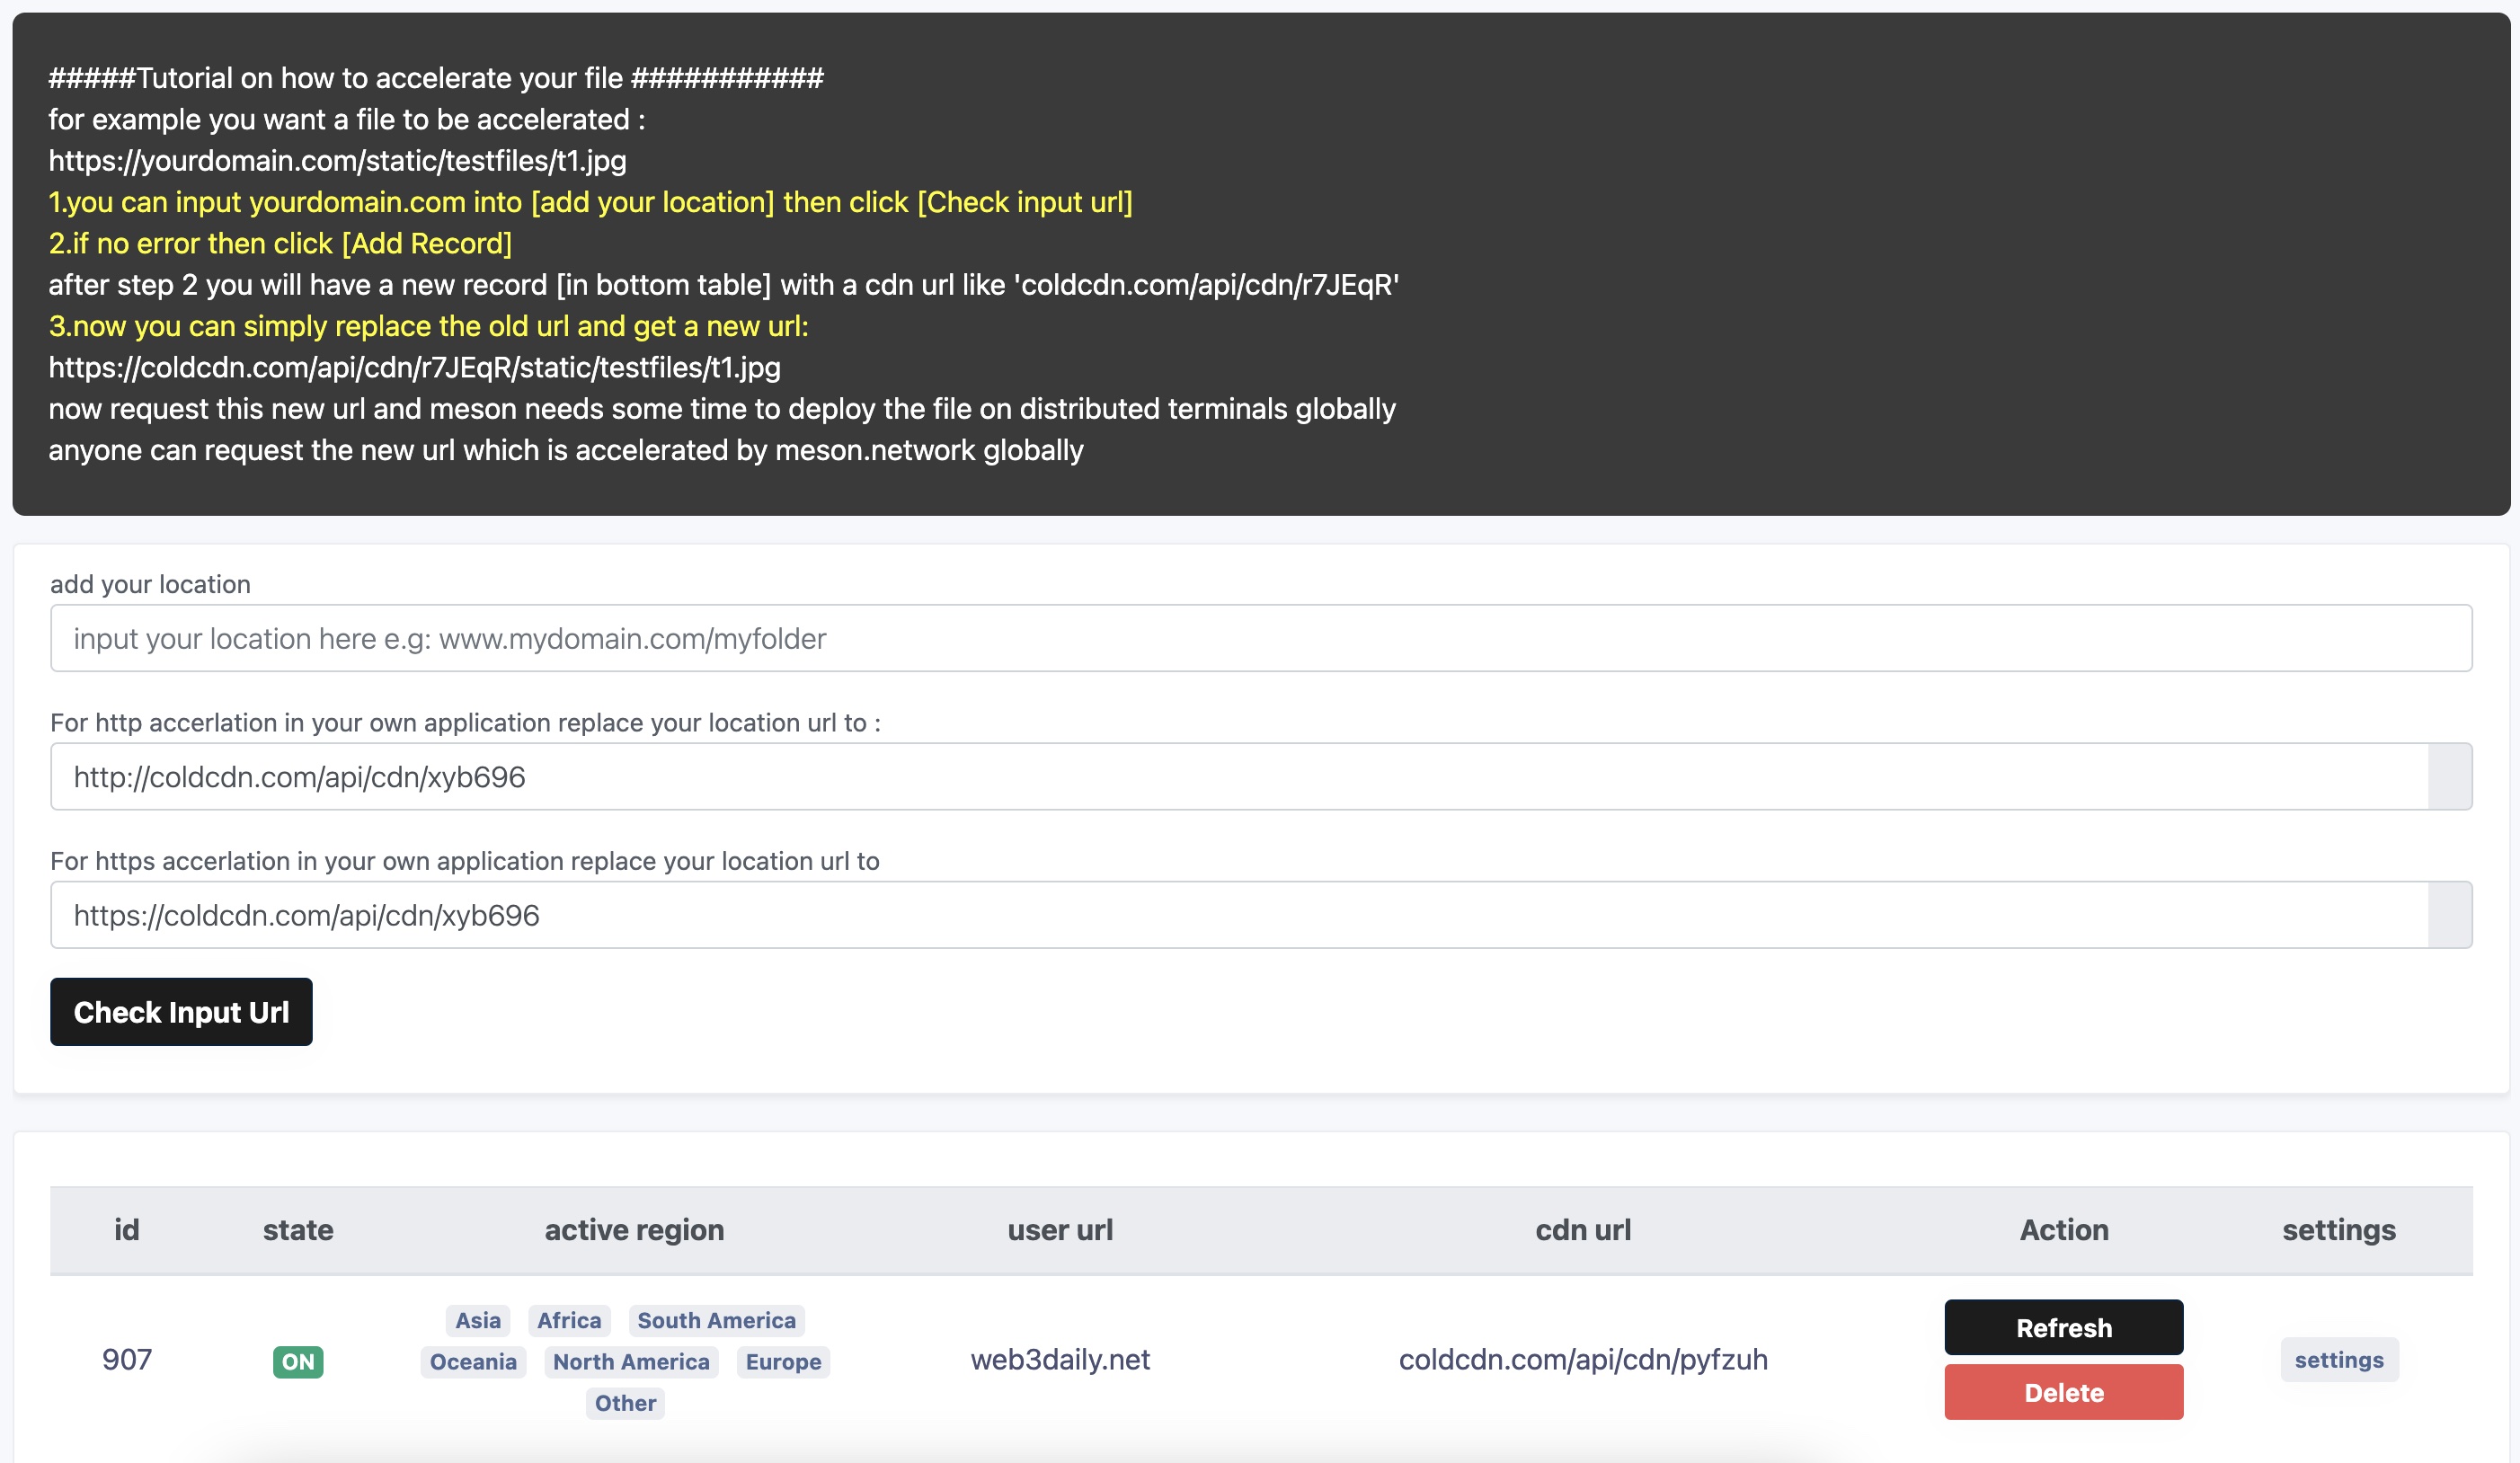 #####Tutorial on how to accelerate your file ###########
for example you want a file to be accelerated :
https://yourdomain.com/static/testfiles/t1.jpg
1.you can input yourdomain.com into [add your location] then click [Check input url]
2.if no error then click [Add Record]
after step 2 you will have a new record [in bottom table] with a cdn url like 'coldcdn.com/api/cdn/r7JEqR'
3.now you can simply replace the old url and get a new url:
https://coldcdn.com/api/cdn/r7JEqR/static/testfiles/t1.jpg
now request this new url and meson needs some time to deploy the file on distributed terminals globally
anyone can request the new url which is accelerated by meson.network globally
add your location
input your location here e.g: www.mydomain.com/myfolder
For http accerlation in your own application replace your location url to :
http://coldcdn.com/api/cdn/xyb696
For https accerlation in your own application replace your location url to
https://coldcdn.com/api/cdn/xyb696
Check Input Url
id state active region user url cdn url Action settings
Asia Africa South America Refresh
907 ON Oceania North America Europe web3daily.net coldcdn.com/api/cdn/pyfzuh settings
Other Delete